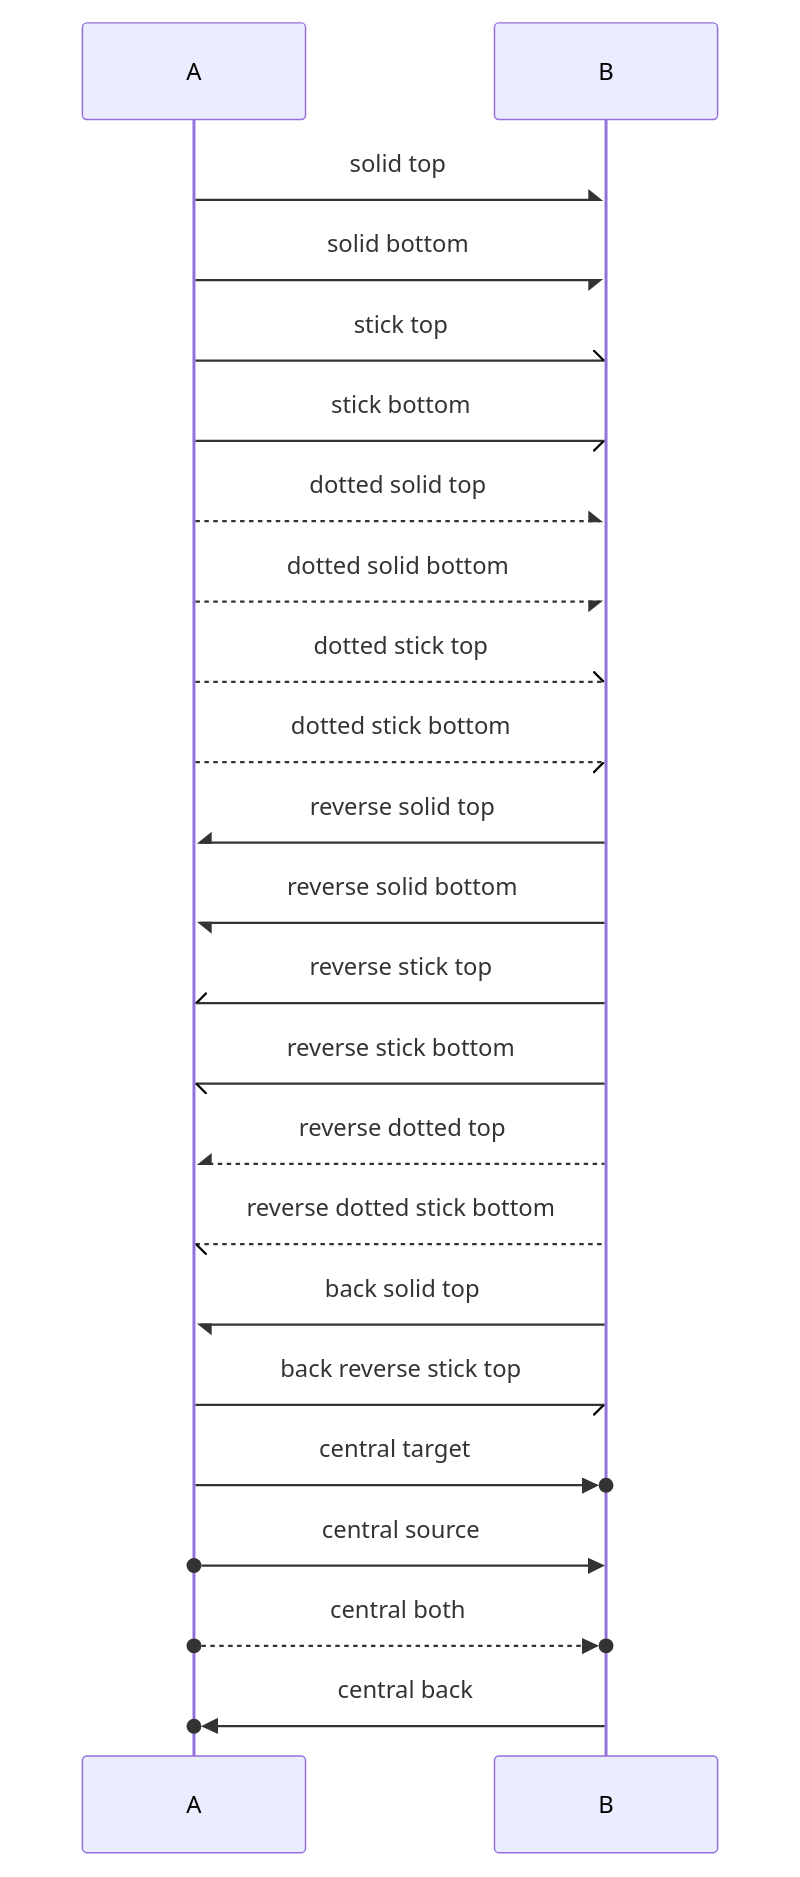 A
B
solid top
solid bottom
stick top
stick bottom
dotted solid top
dotted solid bottom
dotted stick top
dotted stick bottom
reverse solid top
reverse solid bottom
reverse stick top
reverse stick bottom
reverse dotted top
reverse dotted stick bottom
back solid top
back reverse stick top
central target
central source
central both
central back
A
B